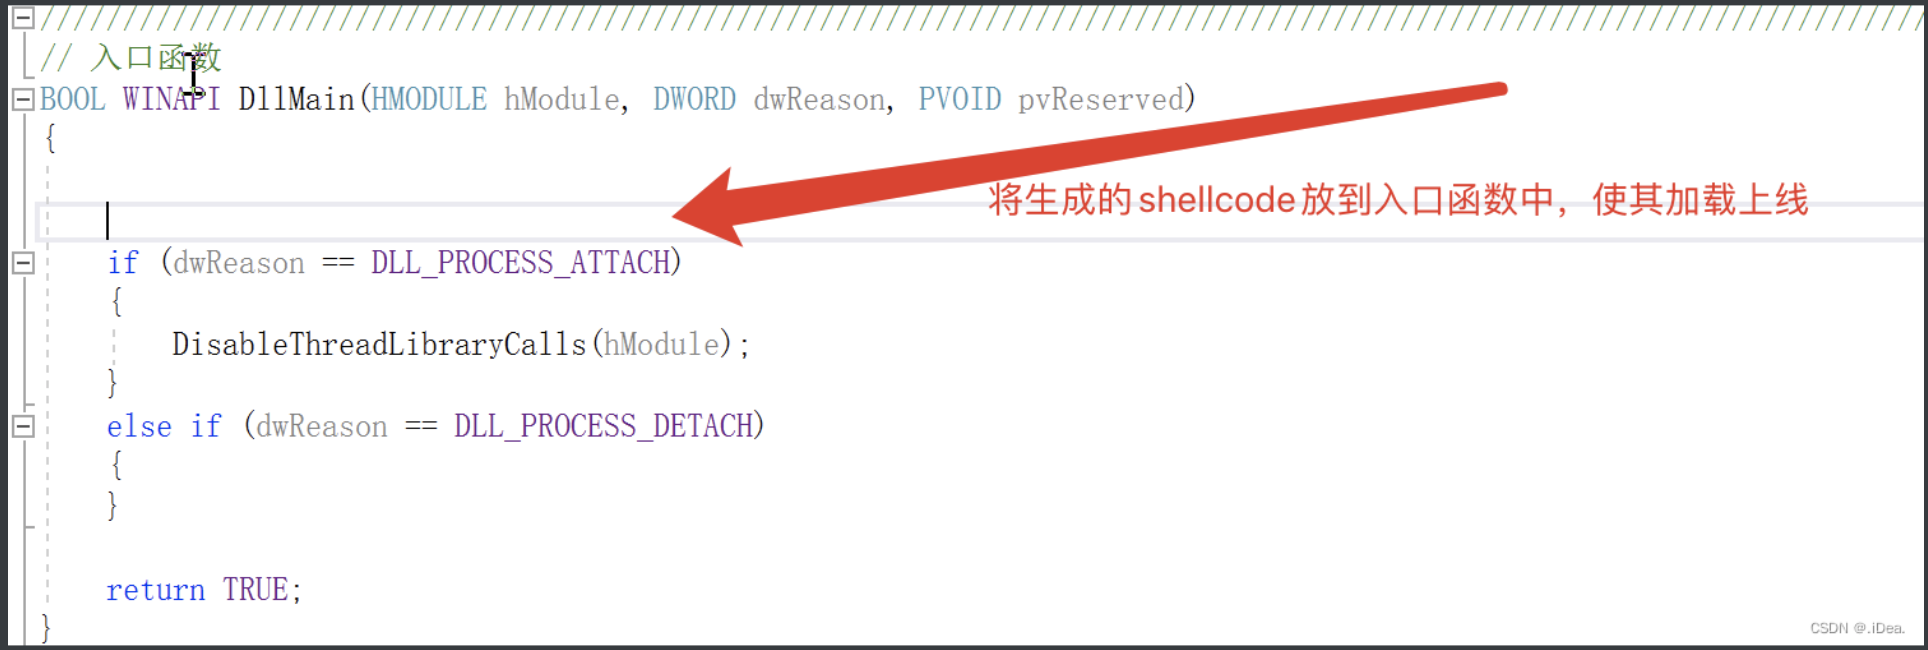 ////////////////////////////////////////////////////////////////////////////////////////////////////////////////////
// 入口函数
BOOL WINAPI DllMain(HMODULE hModule, DWORD dwReason, PVOID pvReserved)
{
将生成的shellcode放到入口函数中，使其加载上线
if (dwReason == DLL_PROCESS_ATTACH)
{
DisableThreadLibraryCalls(hModule);
}
else if (dwReason == DLL_PROCESS_DETACH)
{
}
return TRUE;
}
CSDN @.iDea.